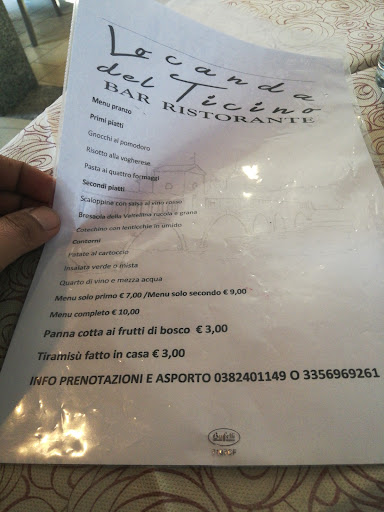 Locanda
del Ticino
BAR RISTORANTE
Menu pranzo
Primi piatti
Gnocchi al pomodoro
Risotto alla vogherese
Pasta ai quattro formaggi
Secondi piatti
Scaloppine con salsa al vino rosso
Bresaola della Valtellina rucola e grana
Cotechino con lenticchie in umido
Contorni
Patate al cartoccio
Insalata verde o mista
Quarto di vino e mezza acqua
Menu solo primo € 7,00 /Menu solo secondo € 9,00
Menu completo € 10,00
Panna cotta ai frutti di bosco € 3,00
Tiramisù fatto in casa € 3,00
INFO PRENOTAZIONI E ASPORTO 0382401149 O 3356969261